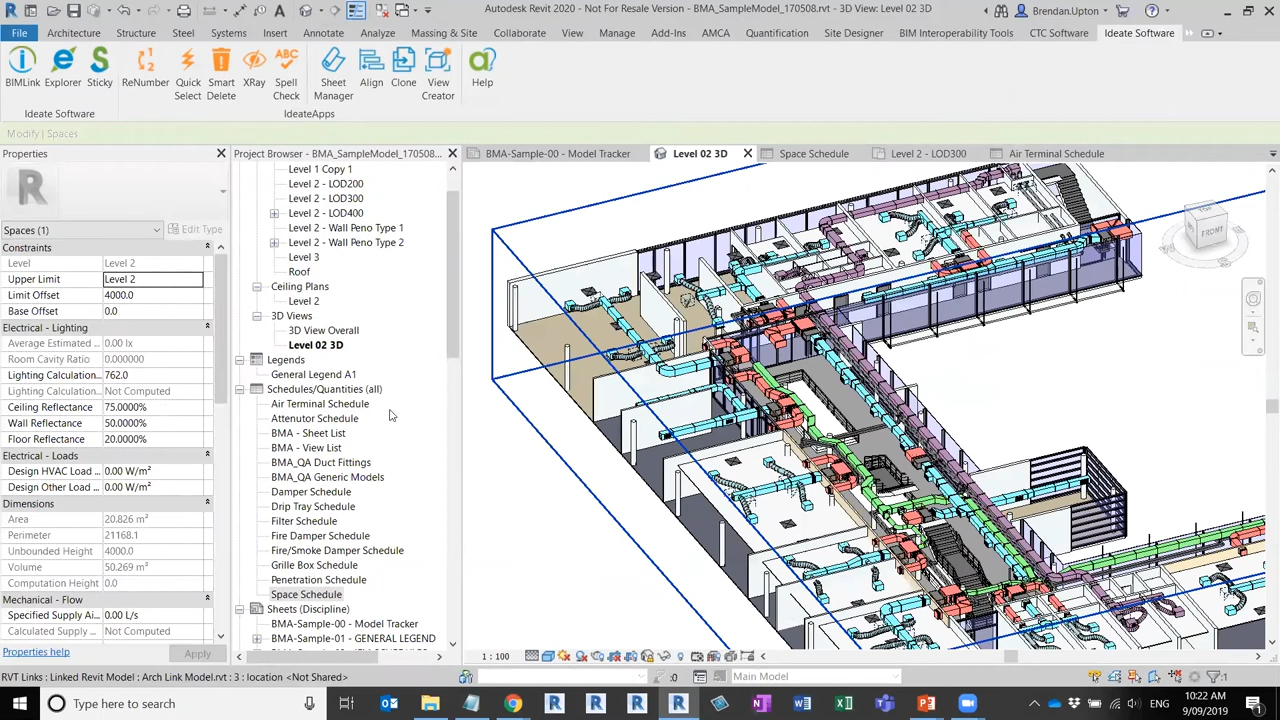 Autodesk Revit 2020 - Not For Resale Version - BMA_SampleModel_170508.rvt - 3D View: Level 02 3D
Brendan.Upton
File Architecture Structure Steel Systems Insert Annotate Analyze Massing & Site Collaborate View Manage Add-Ins AMCA Quantification Site Designer BIM Interoperability Tools CTC Software Ideate Software
BIMLink Explorer Sticky ReNumber Quick Select Smart Delete XRay Spell Check Sheet Manager Align Clone View Creator Help
Ideate Software IdeateApps
Modify | Spaces
Properties
R
Spaces (1)
Edit Type
Constraints
Level Level 2
Upper Limit Level 2
Limit Offset 4000.0
Base Offset 0.0
Electrical - Lighting
Average Estimated ... 0.00 lx
Room Cavity Ratio 0.000000
Lighting Calculation... 762.0
Lighting Calculation... Not Computed
Ceiling Reflectance 75.0000%
Wall Reflectance 50.0000%
Floor Reflectance 20.0000%
Electrical - Loads
Design HVAC Load ... 0.00 W/m²
Design Other Load ... 0.00 W/m²
Dimensions
Area 20.826 m²
Perimeter 21168.1
Unbounded Height 4000.0
Volume 50.269 m³
Computation Height 0.0
Mechanical - Flow
Specified Supply Ai... 0.00 L/s
Calculated Supply ... Not Computed
Properties help
Apply
Project Browser - BMA_SampleModel_170508...
Level 1 Copy 1
Level 2 - LOD200
Level 2 - LOD300
Level 2 - LOD400
Level 2 - Wall Peno Type 1
Level 2 - Wall Peno Type 2
Level 3
Roof
Ceiling Plans
Level 2
3D Views
3D View Overall
Level 02 3D
Legends
General Legend A1
Schedules/Quantities (all)
Air Terminal Schedule
Attenutor Schedule
BMA - Sheet List
BMA - View List
BMA_QA Duct Fittings
BMA_QA Generic Models
Damper Schedule
Drip Tray Schedule
Filter Schedule
Fire Damper Schedule
Fire/Smoke Damper Schedule
Grille Box Schedule
Penetration Schedule
Space Schedule
Sheets (Discipline)
BMA-Sample-00 - Model Tracker
BMA-Sample-01 - GENERAL LEGEND
BMA-Sample-00 - Model Tracker
Level 02 3D
Space Schedule
Level 2 - LOD300
Air Terminal Schedule
TOP
FRONT
1 : 100
RVT Links : Linked Revit Model : Arch Link Model.rvt : 3 : locati <Not Shared>
:0
Main Model
:1
Type here to search
ENG
10:22 AM
9/09/2019